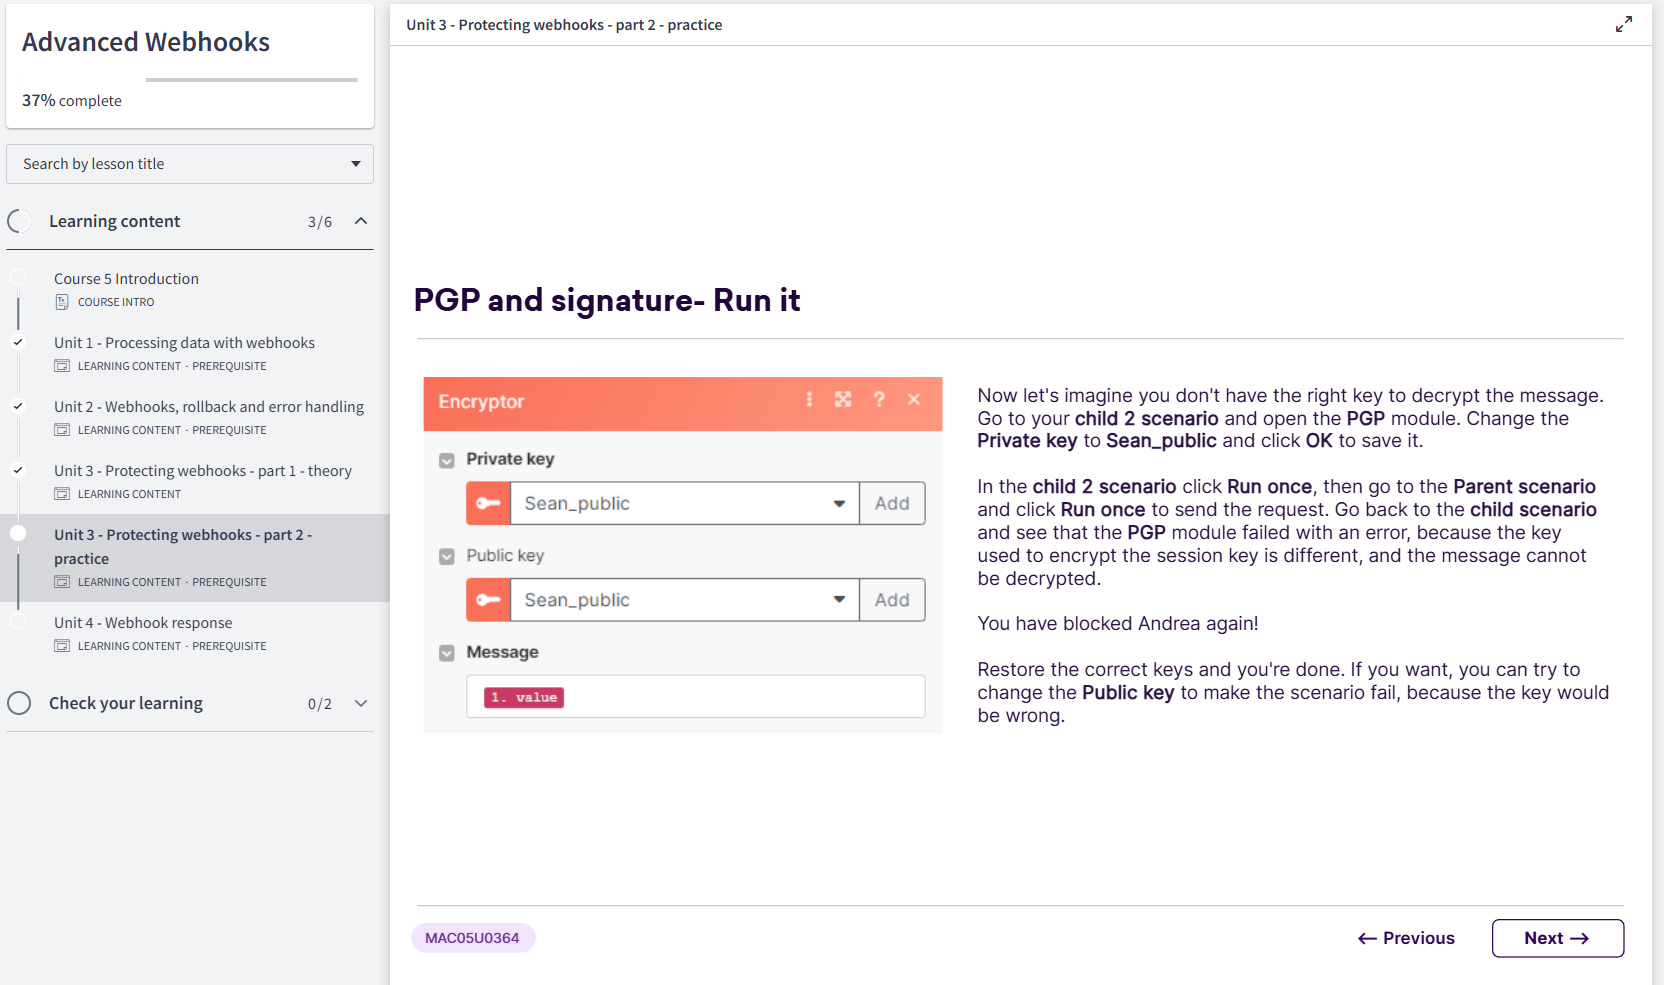 Advanced Webhooks
37% complete
Search by lesson title
Learning content 3/6
Course 5 Introduction
COURSE INTRO
Unit 1 - Processing data with webhooks
LEARNING CONTENT · PREREQUISITE
Unit 2 - Webhooks, rollback and error handling
LEARNING CONTENT · PREREQUISITE
Unit 3 - Protecting webhooks - part 1 - theory
LEARNING CONTENT
Unit 3 - Protecting webhooks - part 2 -
practice
LEARNING CONTENT · PREREQUISITE
Unit 4 - Webhook response
LEARNING CONTENT · PREREQUISITE
Check your learning 0/2
Unit 3 - Protecting webhooks - part 2 - practice
PGP and signature- Run it
Encryptor ?
Private key
Sean_public Add
Public key
Sean_public Add
Message
1. value
Now let's imagine you don't have the right key to decrypt the message.
Go to your child 2 scenario and open the PGP module. Change the
Private key to Sean_public and click OK to save it.
In the child 2 scenario click Run once, then go to the Parent scenario
and click Run once to send the request. Go back to the child scenario
and see that the PGP module failed with an error, because the key
used to encrypt the session key is different, and the message cannot
be decrypted.
You have blocked Andrea again!
Restore the correct keys and you're done. If you want, you can try to
change the Public key to make the scenario fail, because the key would
be wrong.
MAC05U0364
← Previous
Next →